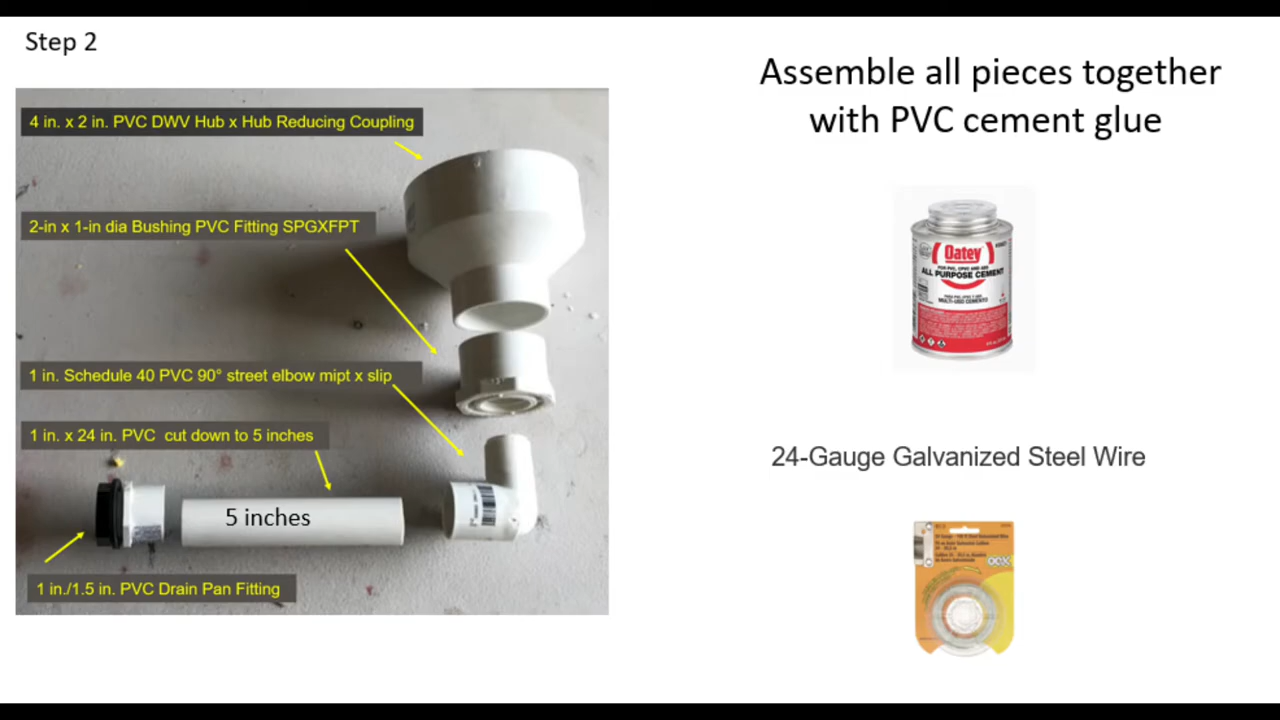 Step 2
Assemble all pieces together
with PVC cement glue
4 in. x 2 in. PVC DWV Hub x Hub Reducing Coupling
2-in x 1-in dia Bushing PVC Fitting SPGXFPT
1 in. Schedule 40 PVC 90° street elbow mipt x slip
1 in. x 24 in. PVC  cut down to 5 inches
5 inches
1 in./1.5 in. PVC Drain Pan Fitting
Oatey
ALL PURPOSE CEMENT
24-Gauge Galvanized Steel Wire
OOK